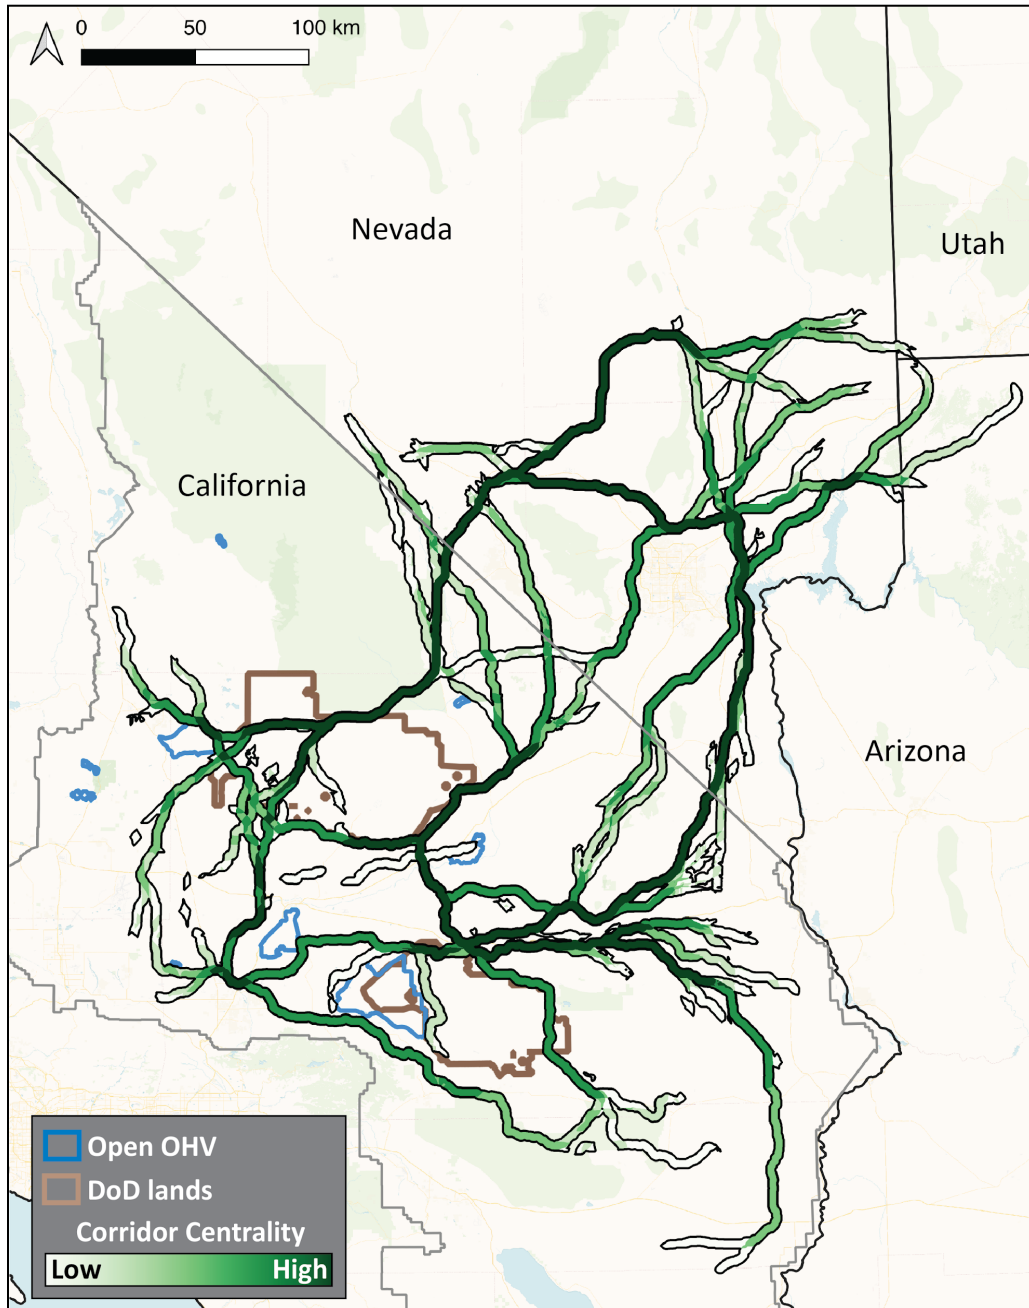 0 50 100 km
Nevada
Utah
California
Arizona
Open OHV
DoD lands
Corridor Centrality
Low High